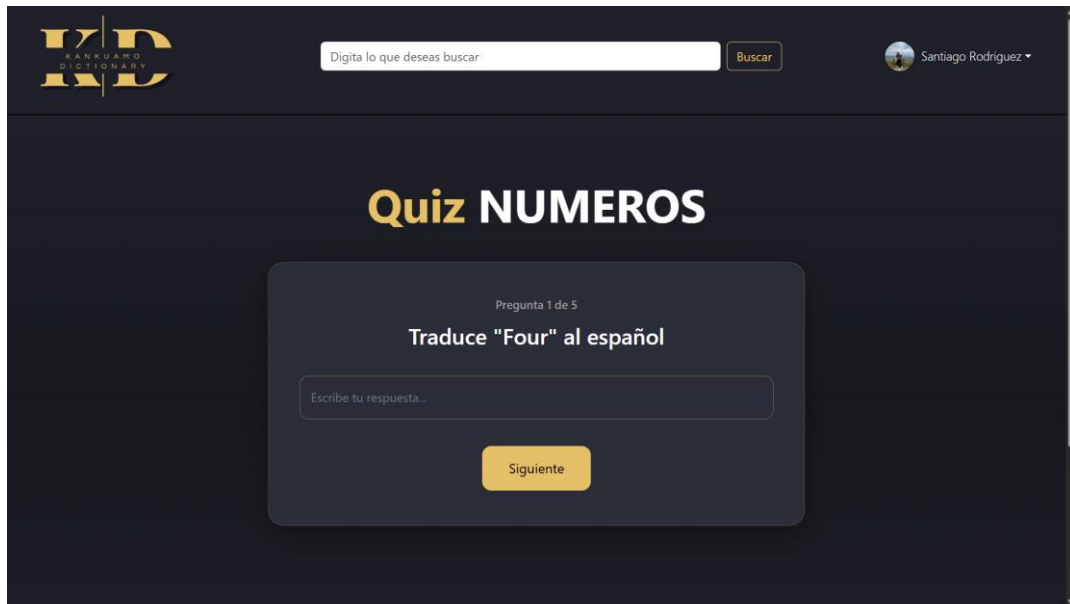 KD
KANKUAMO
DICTIONARY
Digita lo que deseas buscar
Buscar
Santiago Rodriguez
Quiz NUMEROS
Pregunta 1 de 5
Traduce "Four" al español
Escribe tu respuesta...
Siguiente